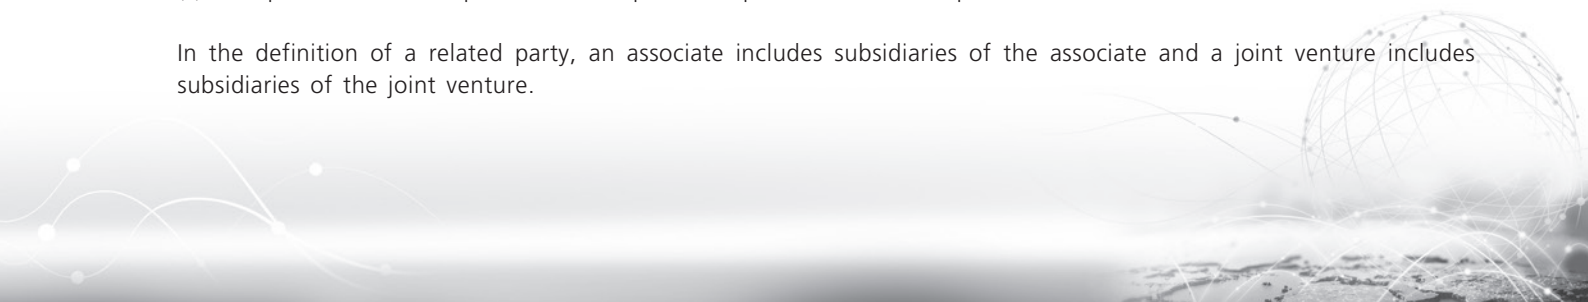 In the definition of a related party, an associate includes subsidiaries of the associate and a joint venture includes
subsidiaries of the joint venture.